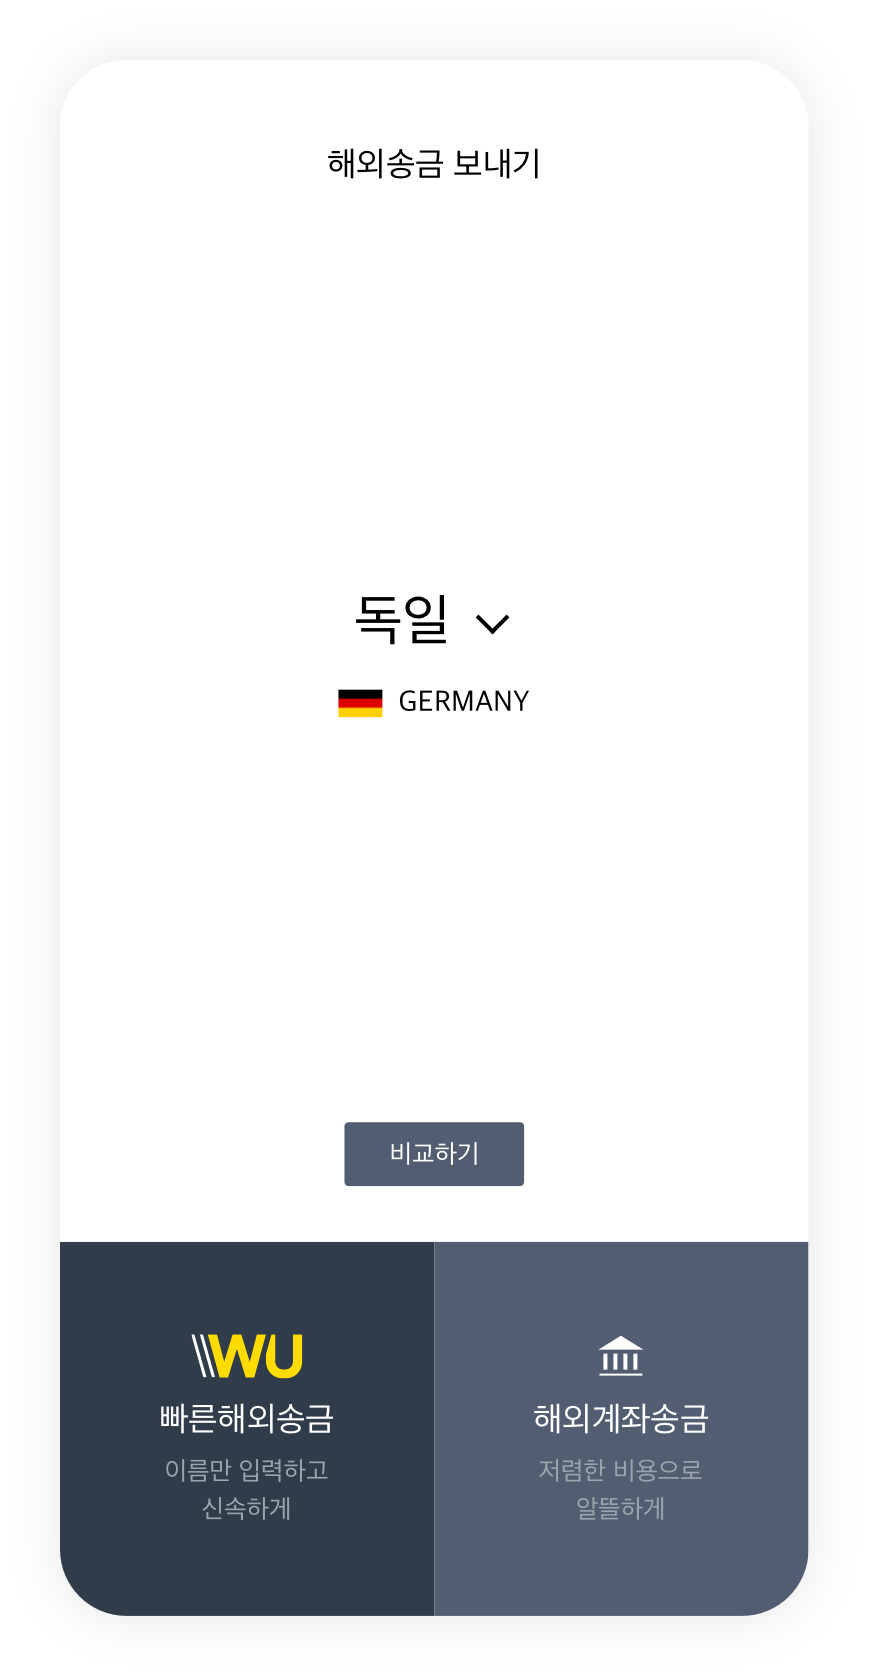 해외송금 보내기
독일
GERMANY
비교하기
WU
빠른해외송금
이름만 입력하고
신속하게
해외계좌송금
저렴한 비용으로
알뜰하게